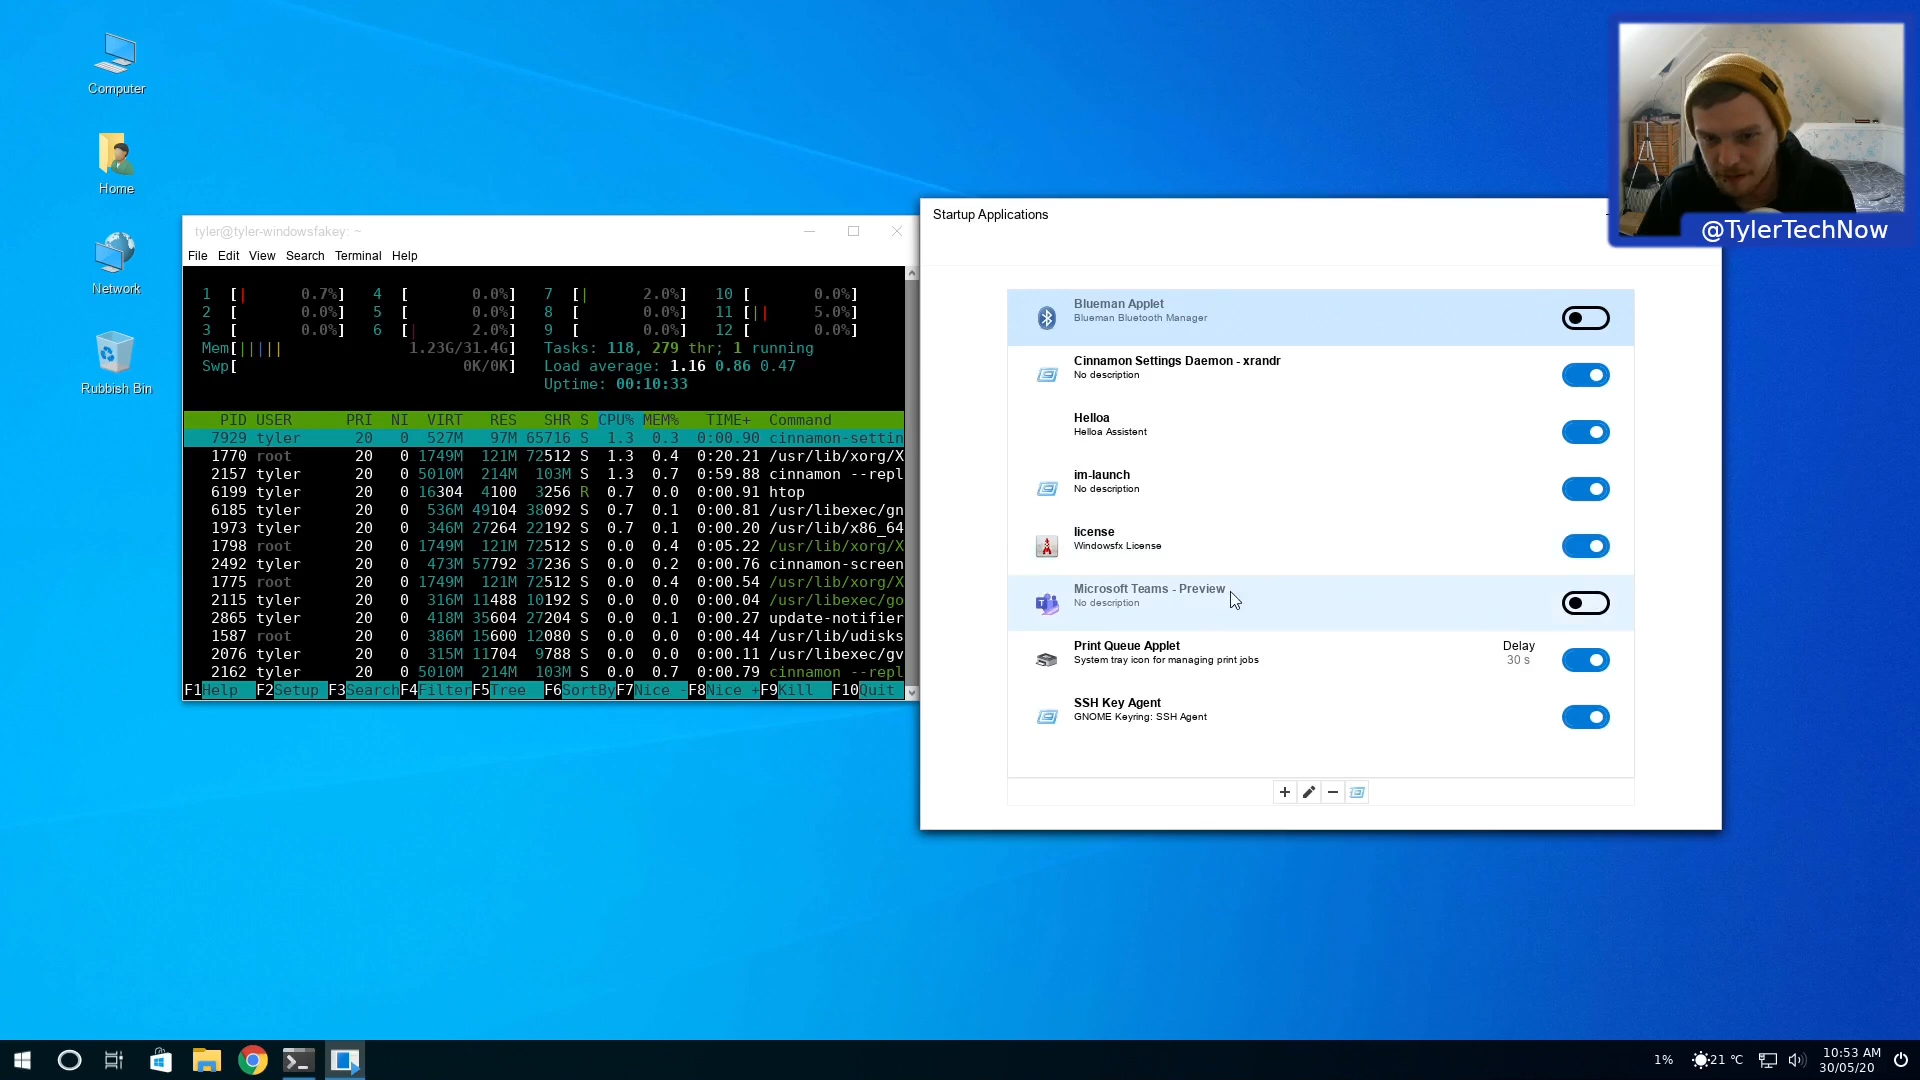 Computer
Home
Network
Rubbish Bin
tyler@tyler-windowsfakey: ~
File Edit View Search Terminal Help
1 [| 0.7%] 4 [ 0.0%] 7 [| 2.0%] 10 [ 0.0%]
2 [ 0.0%] 5 [ 0.0%] 8 [ 0.0%] 11 [|| 5.0%]
3 [ 0.0%] 6 [| 2.0%] 9 [ 0.0%] 12 [ 0.0%]
Mem[||||| 1.23G/31.4G] Tasks: 118, 279 thr; 1 running
Swp[ 0K/0K] Load average: 1.16 0.86 0.47
Uptime: 00:10:33
PID USER PRI NI VIRT RES SHR S CPU% MEM% TIME+ Command
7929 tyler 20 0 527M 97M 65716 S 1.3 0.3 0:00.90 cinnamon-settin
1770 root 20 0 1749M 121M 72512 S 1.3 0.4 0:20.21 /usr/lib/xorg/X
2157 tyler 20 0 5010M 214M 103M S 1.3 0.7 0:59.88 cinnamon --repl
6199 tyler 20 0 16304 4100 3256 R 0.7 0.0 0:00.91 htop
6185 tyler 20 0 536M 49104 38092 S 0.7 0.1 0:00.81 /usr/libexec/gn
1973 tyler 20 0 346M 27264 22192 S 0.7 0.1 0:00.20 /usr/lib/x86_64
1798 root 20 0 1749M 121M 72512 S 0.0 0.4 0:05.22 /usr/lib/xorg/X
2492 tyler 20 0 473M 57792 37236 S 0.0 0.2 0:00.76 cinnamon-screen
1775 root 20 0 1749M 121M 72512 S 0.0 0.4 0:00.54 /usr/lib/xorg/X
2115 tyler 20 0 316M 11488 10192 S 0.0 0.0 0:00.04 /usr/libexec/go
2865 tyler 20 0 418M 35604 27204 S 0.0 0.1 0:00.27 update-notifier
1587 root 20 0 386M 15600 12080 S 0.0 0.0 0:00.44 /usr/lib/udisks
2076 tyler 20 0 315M 11704 9788 S 0.0 0.0 0:00.11 /usr/libexec/gv
2162 tyler 20 0 5010M 214M 103M S 0.0 0.7 0:00.79 cinnamon --repl
F1Help F2Setup F3SearchF4FilterF5Tree F6SortByF7Nice -F8Nice +F9Kill F10Quit
Startup Applications
Blueman Applet
Blueman Bluetooth Manager
Cinnamon Settings Daemon - xrandr
No description
Helloa
Helloa Assistent
im-launch
No description
license
Windowsfx License
Microsoft Teams - Preview
No description
Print Queue Applet
System tray icon for managing print jobs
Delay
30 s
SSH Key Agent
GNOME Keyring: SSH Agent
@TylerTechNow
1%
21 °C
10:53 AM
30/05/20